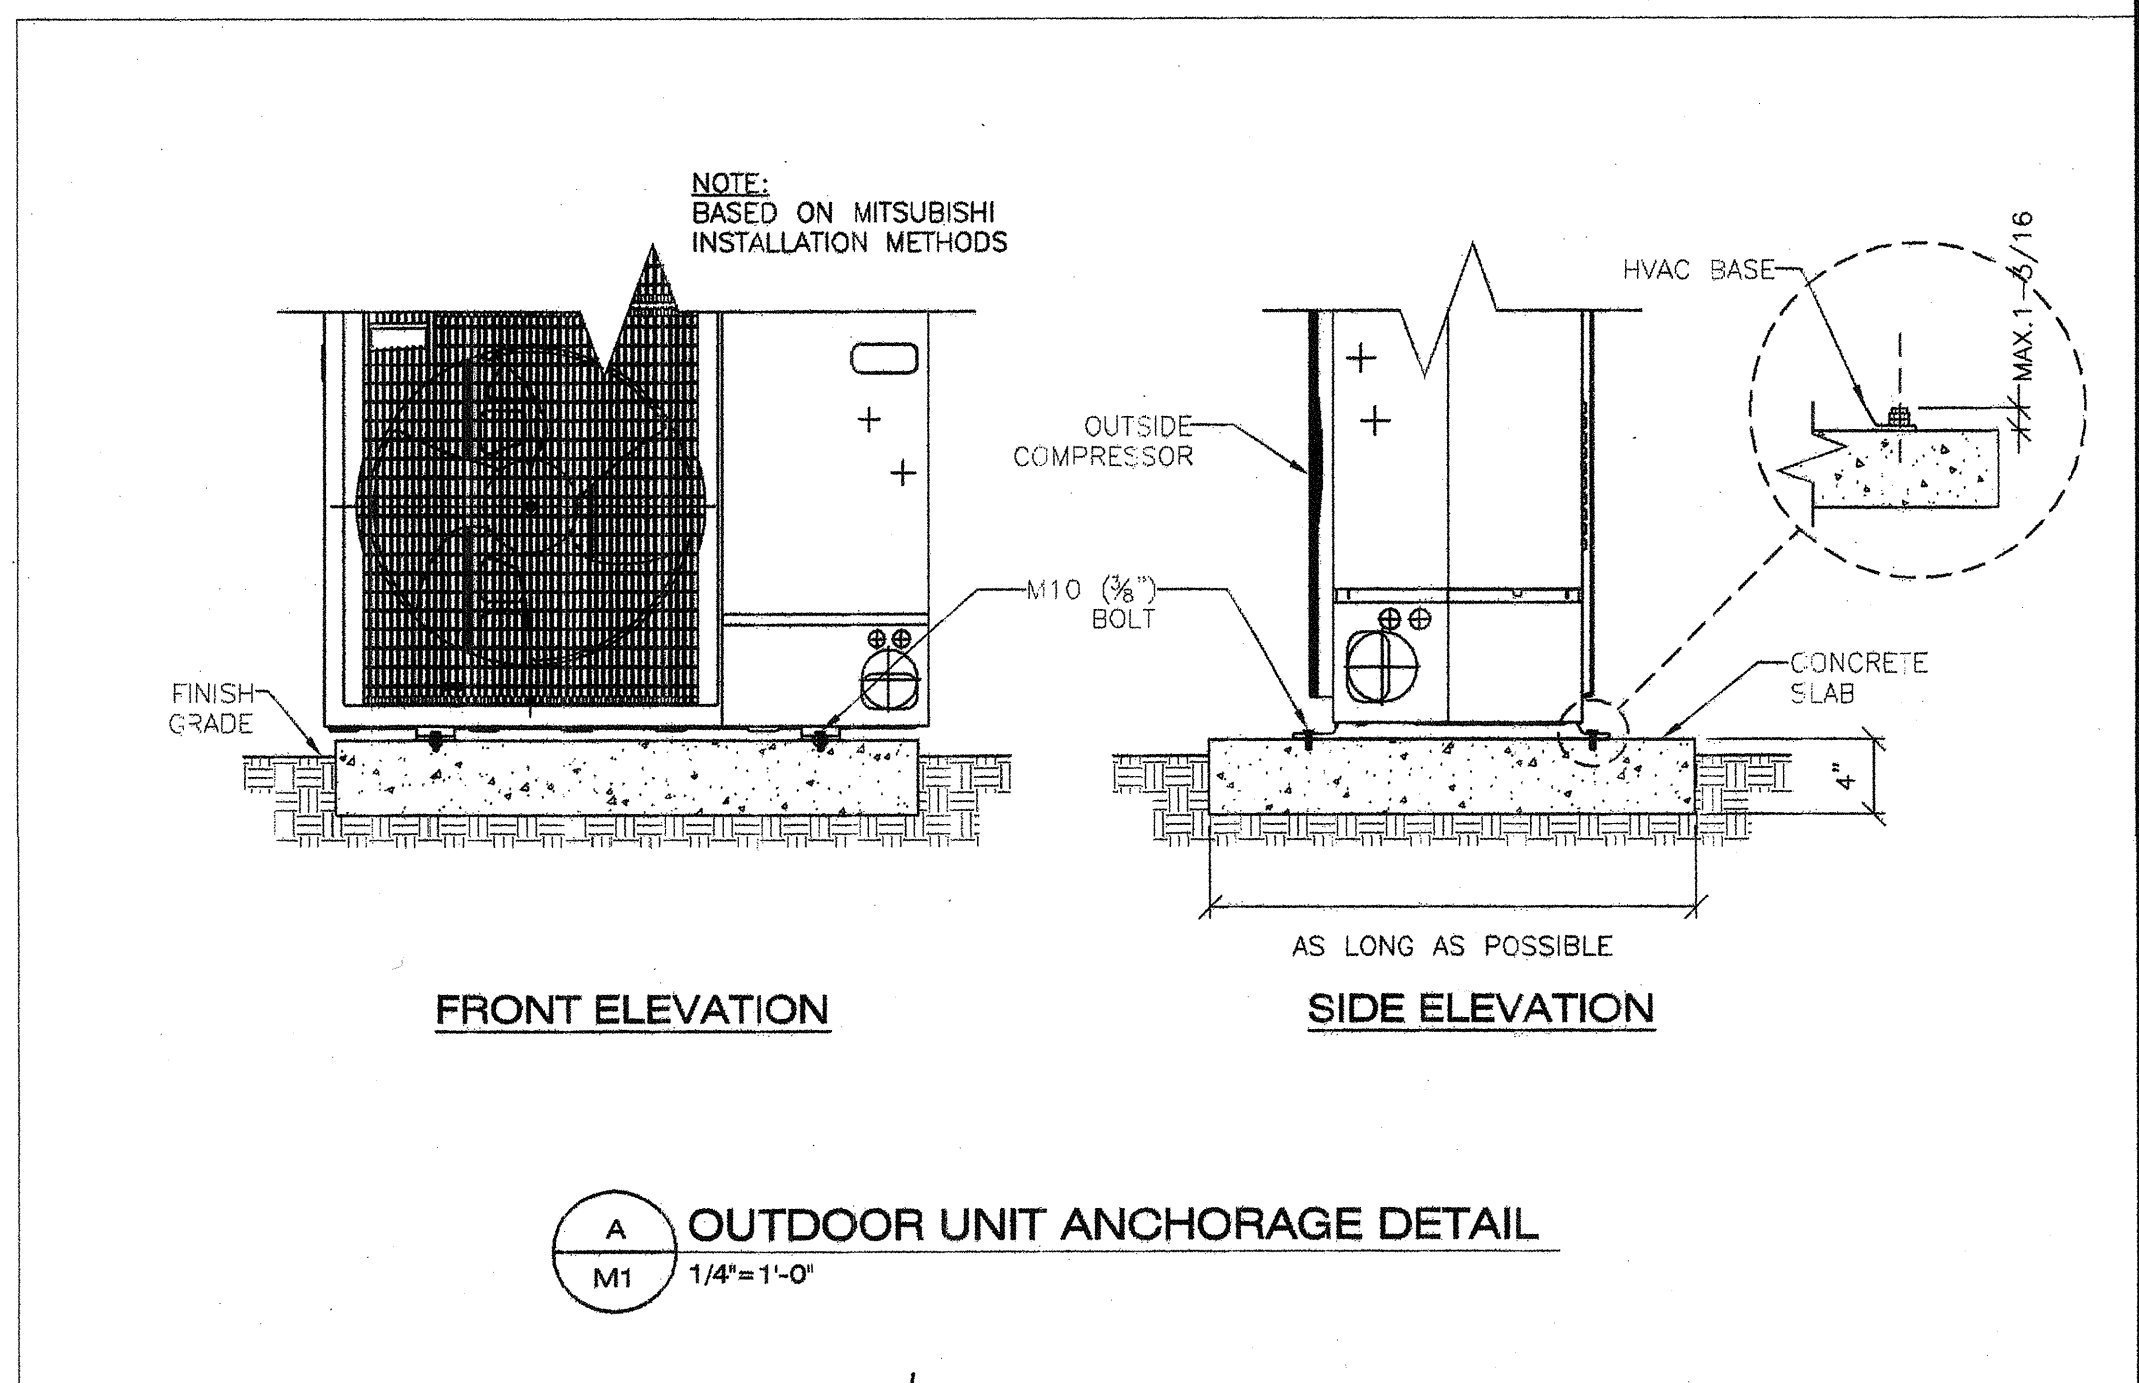 NOTE:
BASED ON MITSUBISHI
INSTALLATION METHODS
HVAC BASE
MAX.1-3/16
OUTSIDE
COMPRESSOR
M10 (3/8")
BOLT
FINISH
GRADE
CONCRETE
SLAB
4"
AS LONG AS POSSIBLE
FRONT ELEVATION
SIDE ELEVATION
A
M1
OUTDOOR UNIT ANCHORAGE DETAIL
1/4"=1'-0"